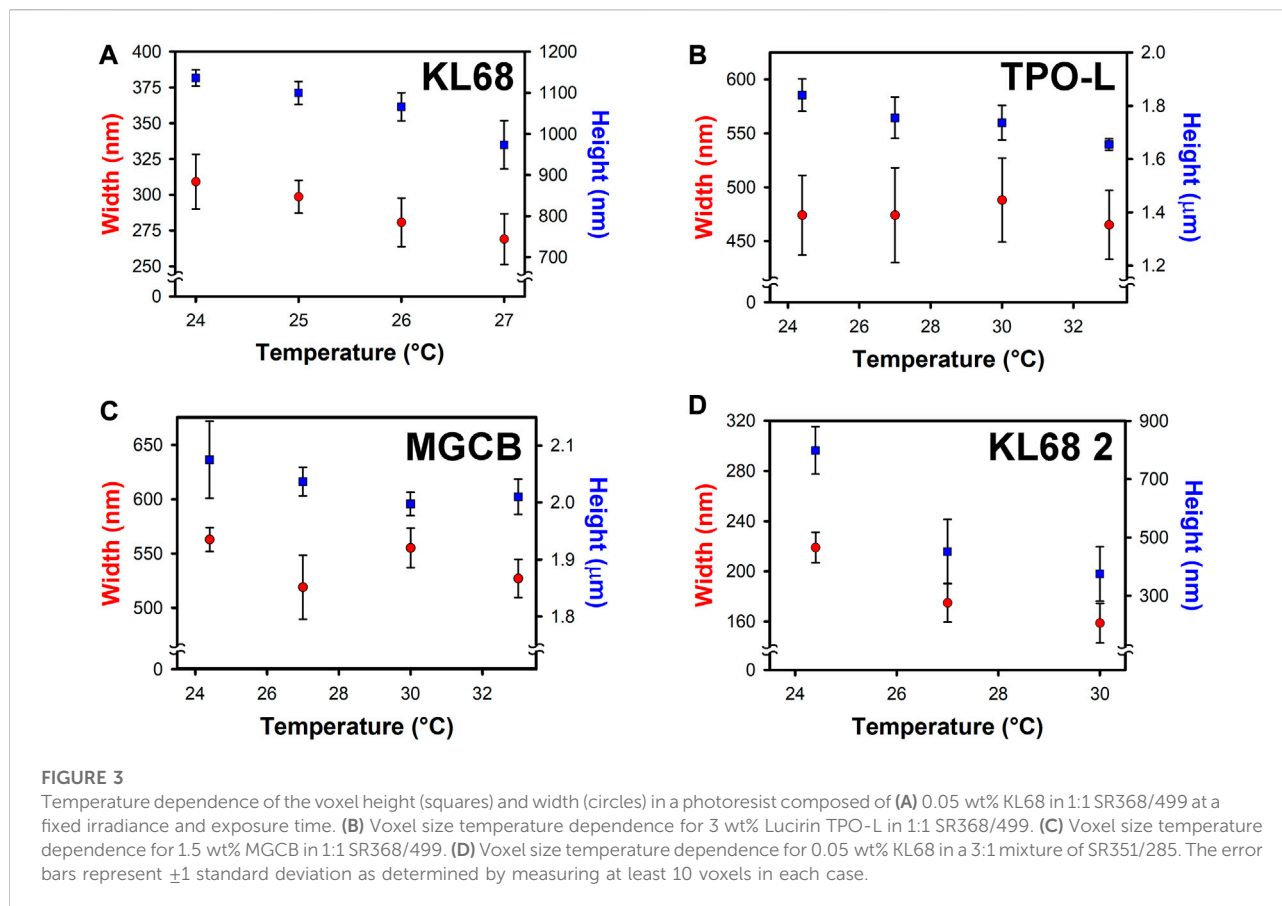 A
KL68
400
375
350
325
300
275
250
0
Width (nm)
1200
1100
1000
900
800
700
Height (nm)
24
25
26
27
Temperature (°C)
B
TPO-L
600
550
500
450
0
Width (nm)
2.0
1.8
1.6
1.4
1.2
Height (μm)
24
26
28
30
32
Temperature (°C)
C
MGCB
650
600
550
500
0
Width (nm)
2.1
2.0
1.9
1.8
Height (μm)
24
26
28
30
32
Temperature (°C)
D
KL68 2
320
280
240
200
160
0
Width (nm)
900
700
500
300
Height (nm)
24
26
28
30
Temperature (°C)
FIGURE 3
Temperature dependence of the voxel height (squares) and width (circles) in a photoresist composed of (A) 0.05 wt% KL68 in 1:1 SR368/499 at a
fixed irradiance and exposure time. (B) Voxel size temperature dependence for 3 wt% Lucirin TPO-L in 1:1 SR368/499. (C) Voxel size temperature
dependence for 1.5 wt% MGCB in 1:1 SR368/499. (D) Voxel size temperature dependence for 0.05 wt% KL68 in a 3:1 mixture of SR351/285. The error
bars represent ±1 standard deviation as determined by measuring at least 10 voxels in each case.